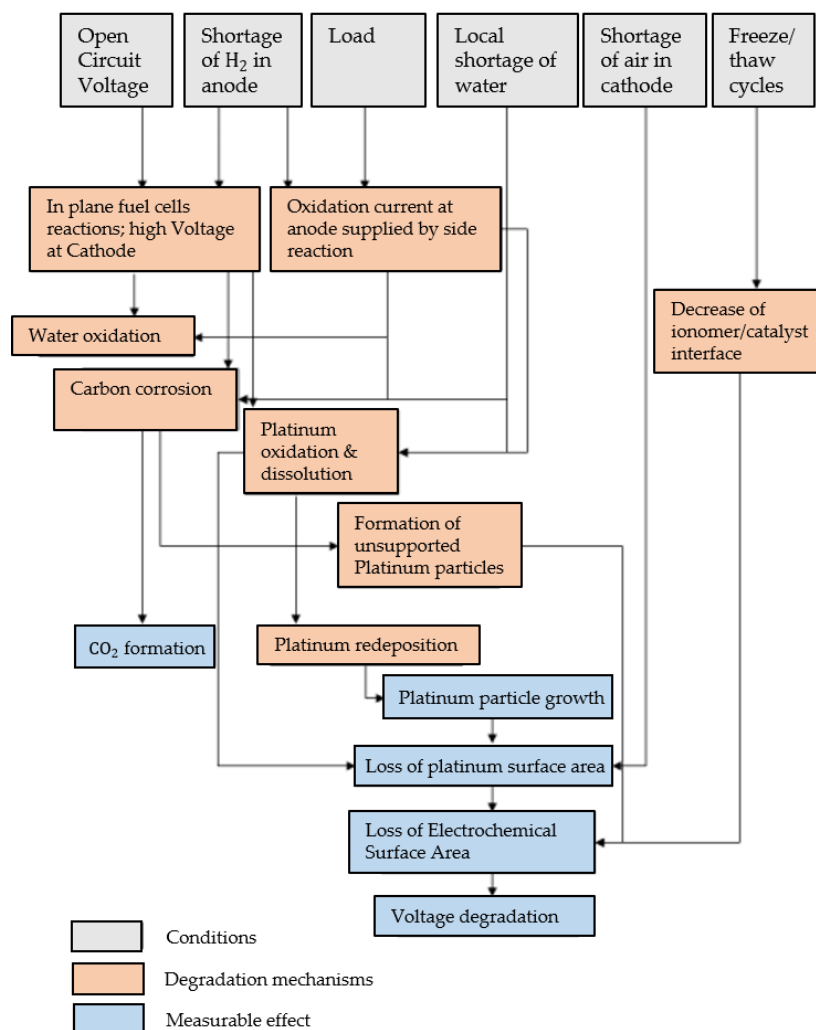 Open
Circuit
Voltage
Shortage
of H₂ in
anode
Load
Local
shortage of
water
Shortage
of air in
cathode
Freeze/
thaw
cycles
In plane fuel cells
reactions; high Voltage
at Cathode
Oxidation current at
anode supplied by side
reaction
Water oxidation
Decrease of
ionomer/catalyst
interface
Carbon corrosion
Platinum
oxidation &
dissolution
Formation of
unsupported
Platinum particles
CO₂ formation
Platinum redeposition
Platinum particle growth
Loss of platinum surface area
Loss of Electrochemical
Surface Area
Voltage degradation
Conditions
Degradation mechanisms
Measurable effect